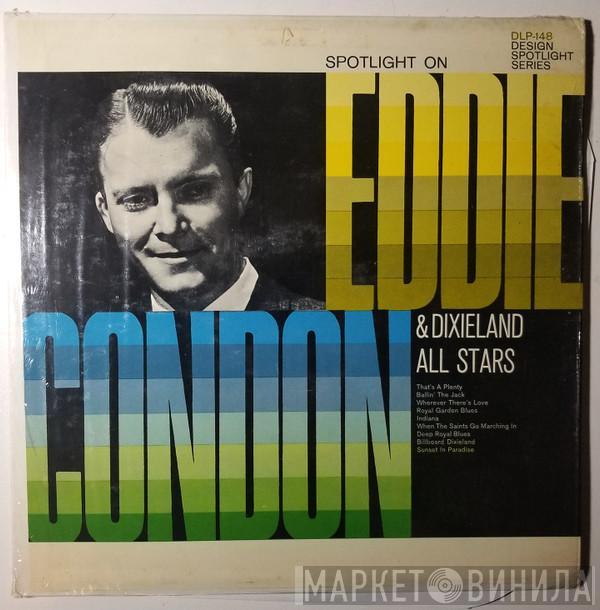 DLP-148
DESIGN
SPOTLIGHT
SERIES
SPOTLIGHT ON
EDDIE
CONDON
& DIXIELAND
ALL STARS
That's A Plenty
Ballin' The Jack
Wherever There's Love
Royal Garden Blues
Indiana
When The Saints Go Marching In
Deep Royal Blues
Billboard Dixieland
Sunset In Paradise
МАРКЕТ ВИНИЛА